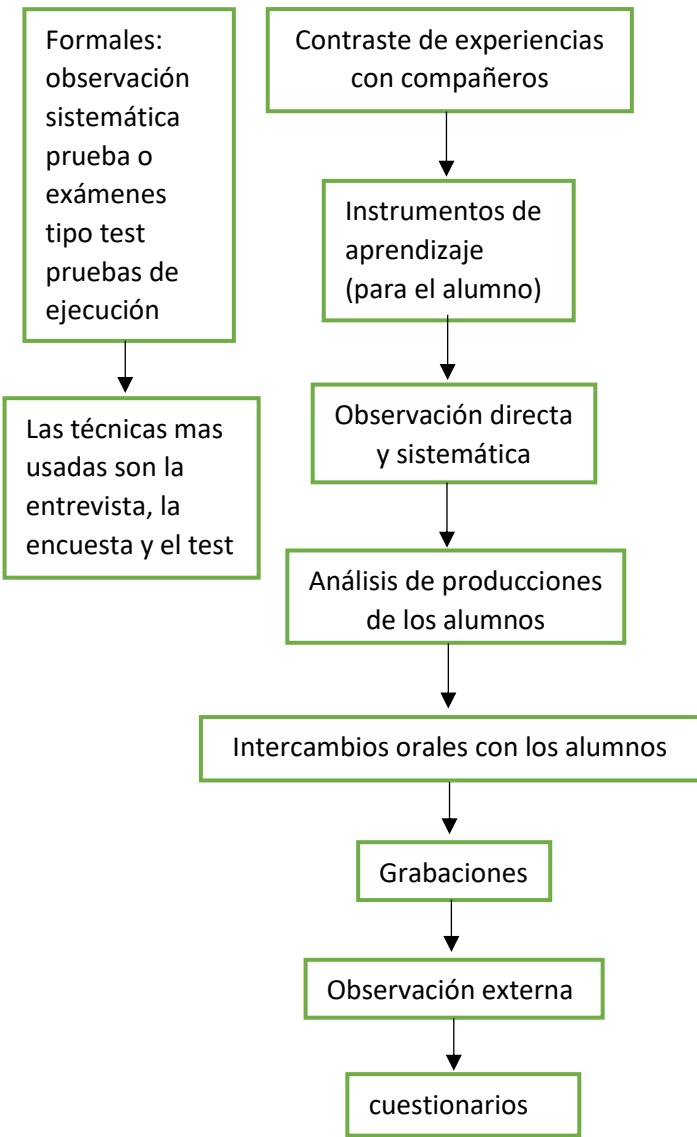 Formales:
observación
sistemática
prueba o
exámenes
tipo test
pruebas de
ejecución
Las técnicas mas
usadas son la
entrevista, la
encuesta y el test
Contraste de experiencias
con compañeros
Instrumentos de
aprendizaje
(para el alumno)
Observación directa
y sistemática
Análisis de producciones
de los alumnos
Intercambios orales con los alumnos
Grabaciones
Observación externa
cuestionarios